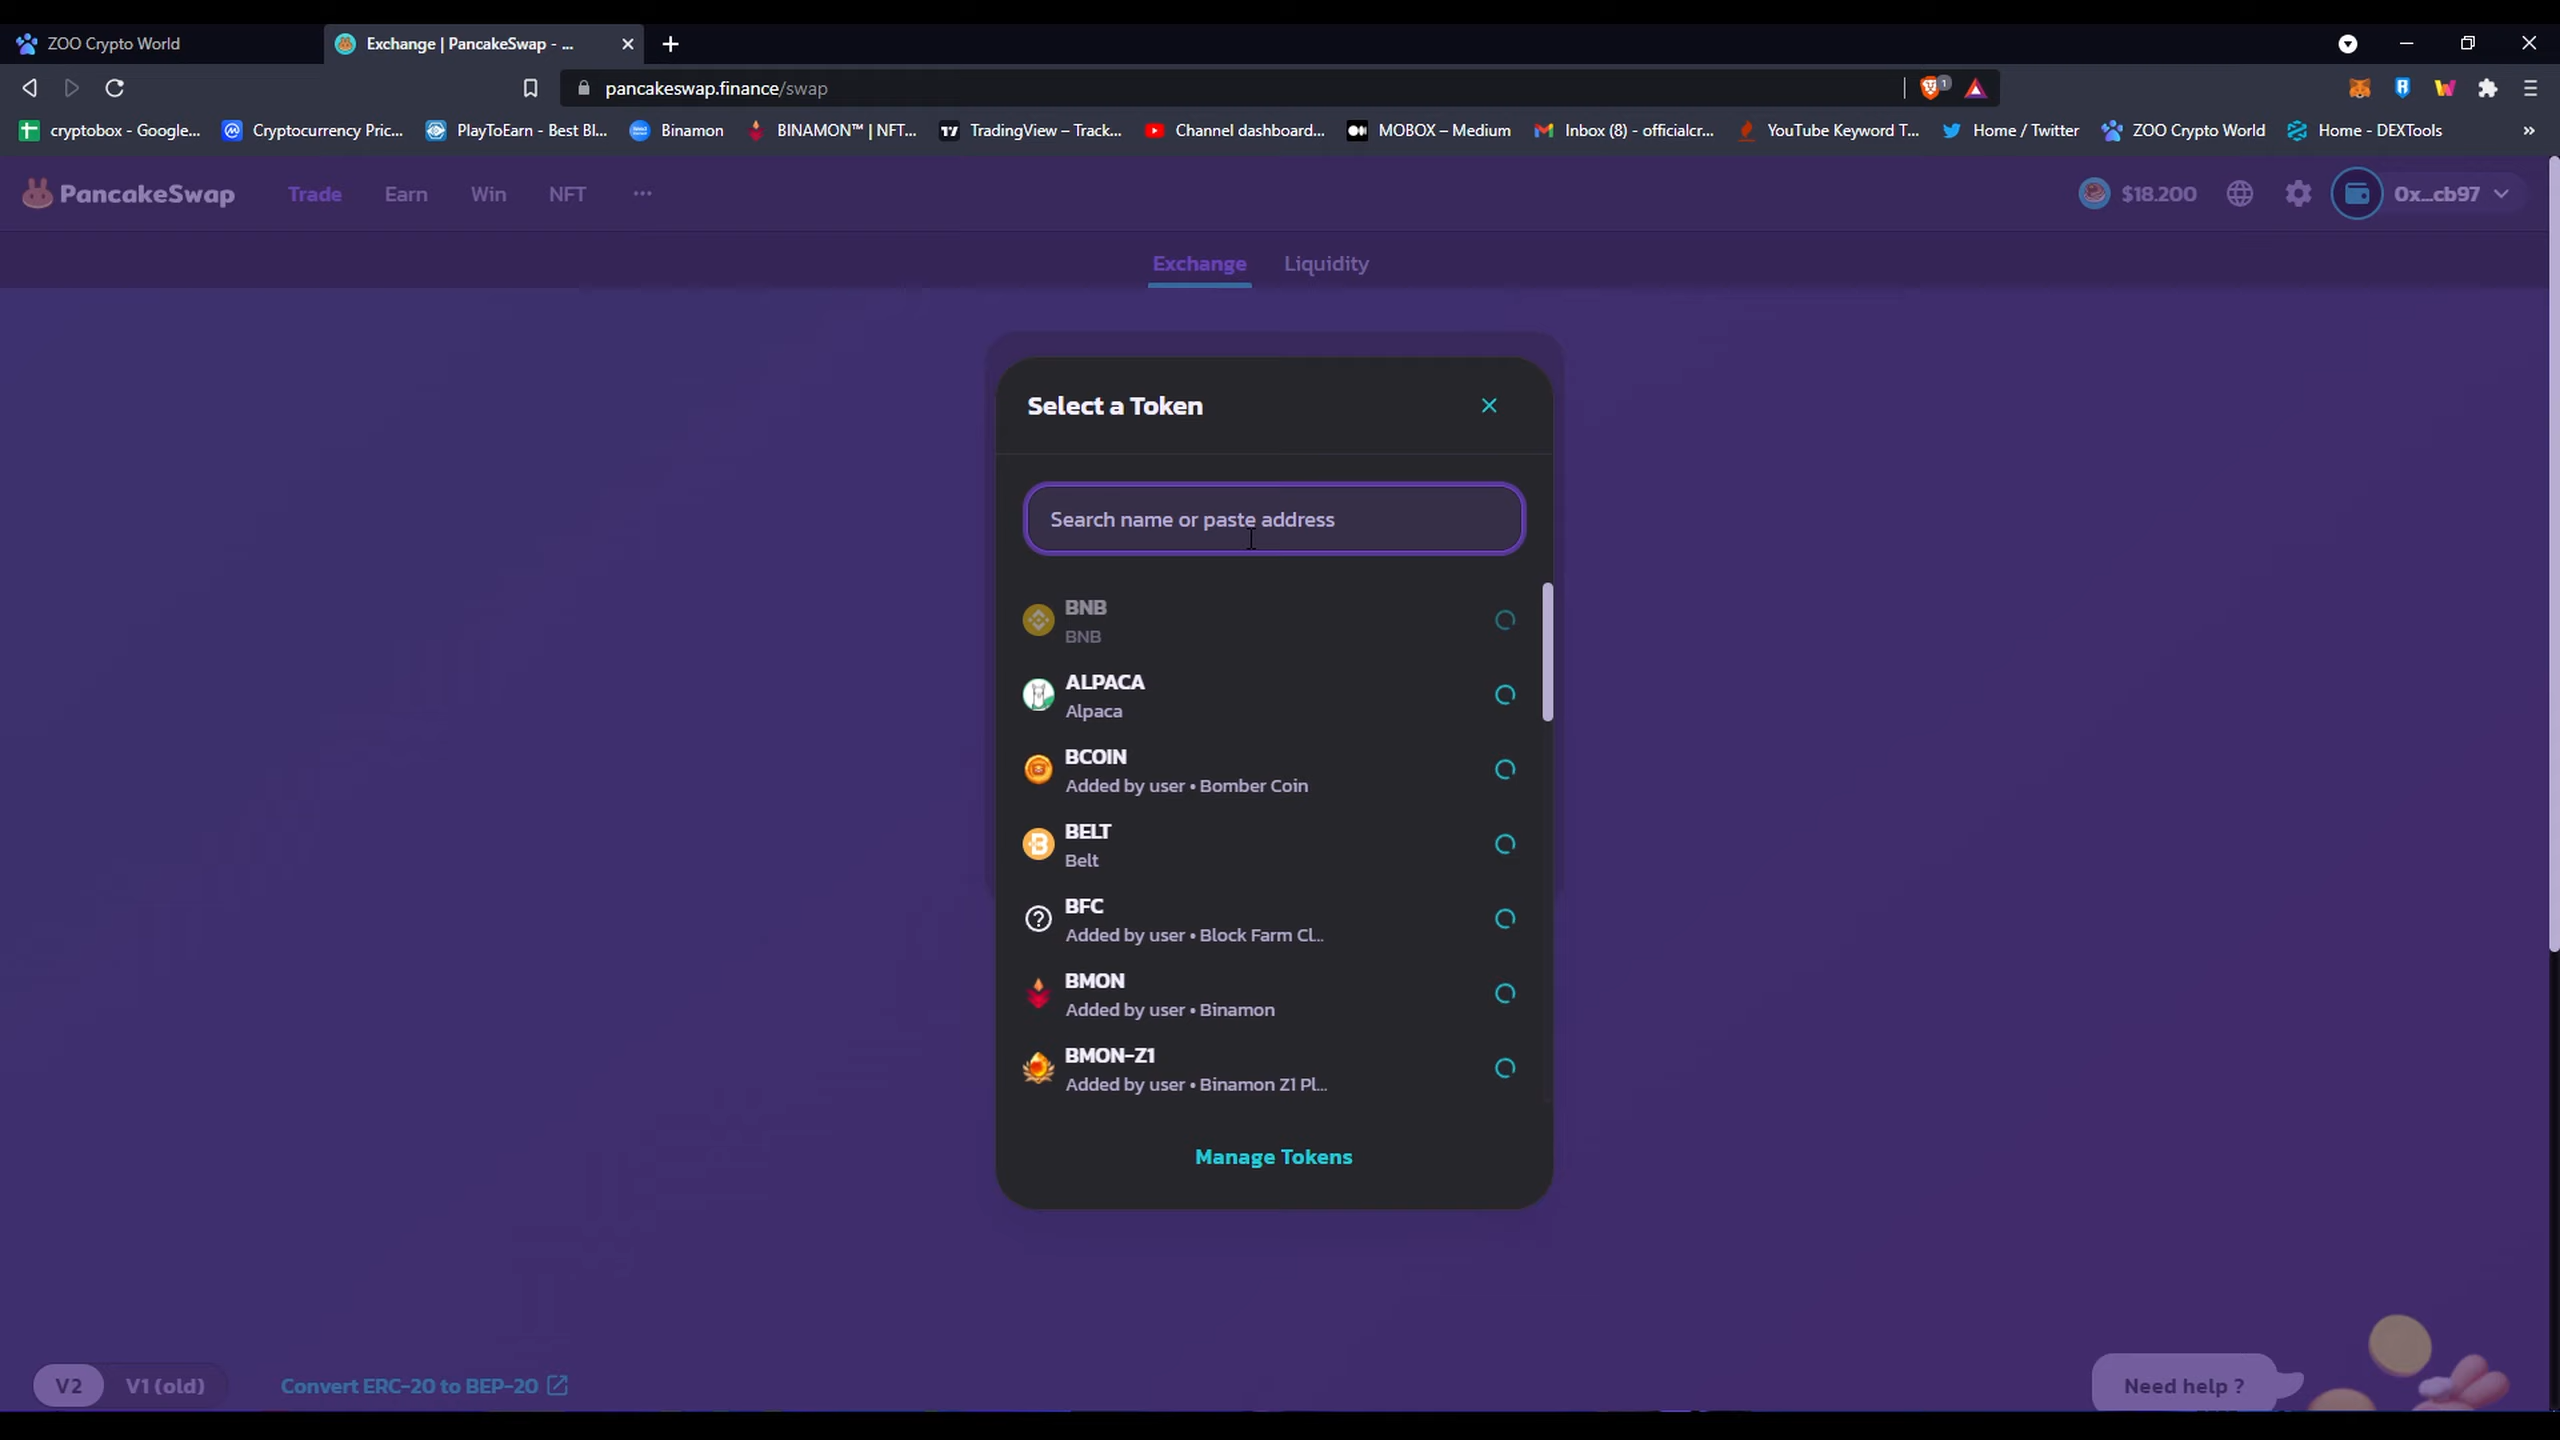 ZOO Crypto World
Exchange | PancakeSwap - ...
pancakeswap.finance/swap
1
cryptobox - Google...
Cryptocurrency Pric...
PlayToEarn - Best Bl...
Binamon
BINAMON™ | NFT...
TradingView – Track...
Channel dashboard...
MOBOX – Medium
Inbox (8) - officialcr...
YouTube Keyword T...
Home / Twitter
ZOO Crypto World
Home - DEXTools
»
PancakeSwap
Trade
Earn
Win
NFT
...
$18.200
0x...cb97
Exchange
Liquidity
Select a Token
Search name or paste address
BNB
BNB
ALPACA
Alpaca
BCOIN
Added by user • Bomber Coin
BELT
Belt
BFC
Added by user • Block Farm Cl...
BMON
Added by user • Binamon
BMON-Z1
Added by user • Binamon Z1 Pl...
Manage Tokens
V2
V1 (old)
Convert ERC-20 to BEP-20
Need help ?